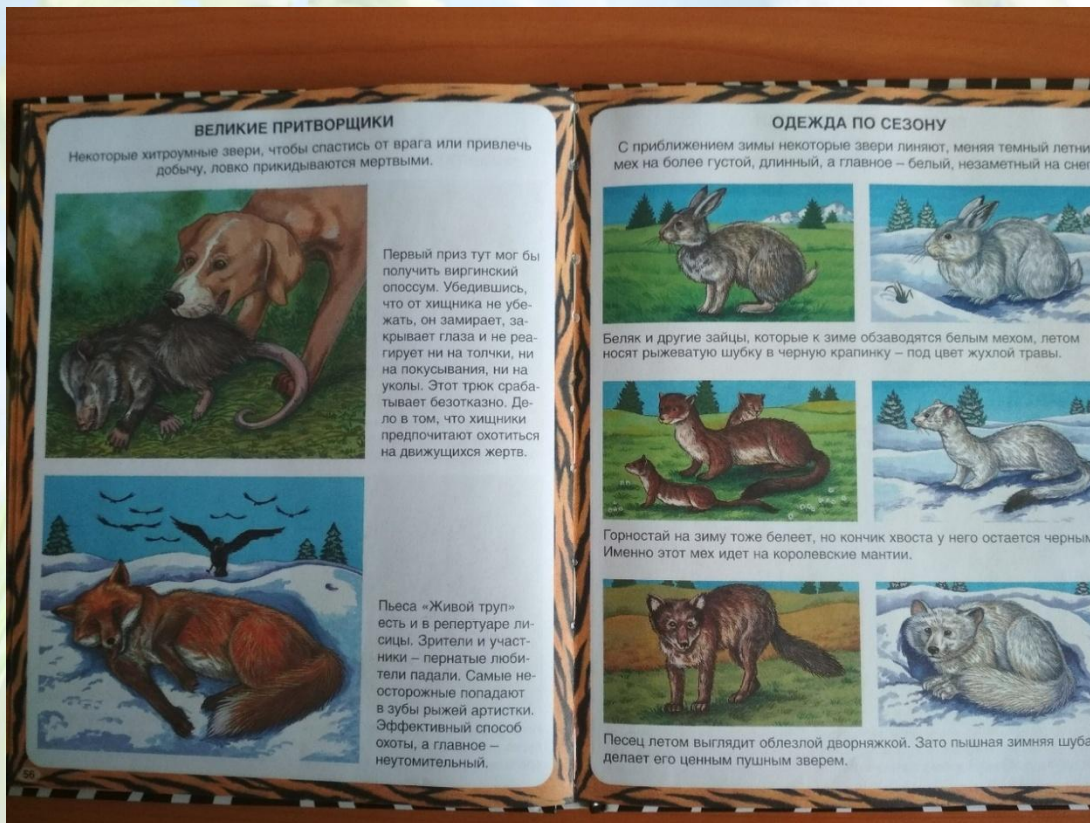 ВЕЛИКИЕ ПРИТВОРЩИКИ
Некоторые хитроумные звери, чтобы спастись от врага или привлечь
добычу, ловко прикидываются мертвыми.
Первый приз тут мог бы
получить виргинский
опоссум. Убедившись,
что от хищника не убе-
жать, он замирает, за-
крывает глаза и не реа-
гирует ни на толчки, ни
на покусывания, ни на
уколы. Этот трюк сраба-
тывает безотказно. Де-
ло в том, что хищники
предпочитают охотиться
на движущихся жертв.
Пьеса «Живой труп»
есть и в репертуаре ли-
сицы. Зрители и участ-
ники – пернатые люби-
тели падали. Самые не-
осторожные попадают
в зубы рыжей артистки.
Эффективный способ
охоты, а главное –
неутомительный.
56
ОДЕЖДА ПО СЕЗОНУ
С приближением зимы некоторые звери линяют, меняя темный летни
мех на более густой, длинный, а главное – белый, незаметный на снег
Беляк и другие зайцы, которые к зиме обзаводятся белым мехом, летом
носят рыжеватую шубку в черную крапинку – под цвет жухлой травы.
Горностай на зиму тоже белеет, но кончик хвоста у него остается черным
Именно этот мех идет на королевские мантии.
Песец летом выглядит облезлой дворняжкой. Зато пышная зимняя шуба
делает его ценным пушным зверем.